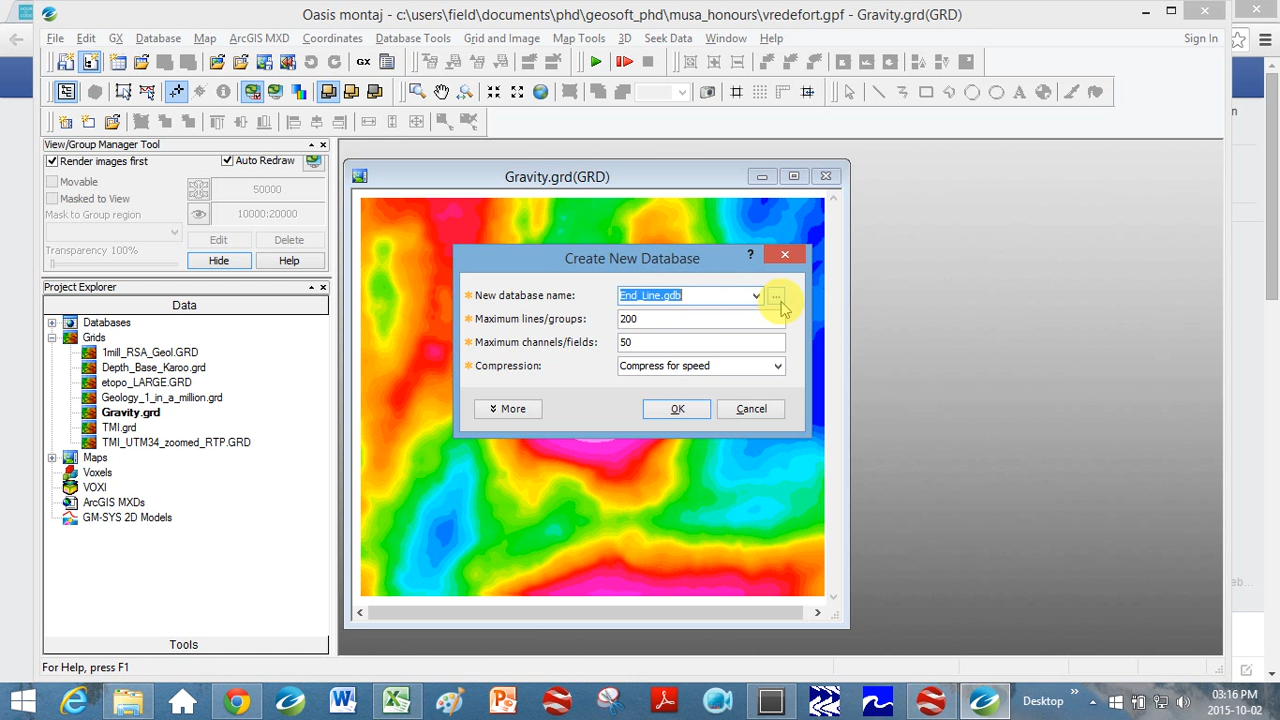 Oasis montaj - c:\users\field\documents\phd\geosoft_phd\musa_honours\vredefort.gpf - Gravity.grd(GRD)
File Edit GX Database Map ArcGIS MXD Coordinates Database Tools Grid and Image Map Tools 3D Seek Data Window Help Sign In
GX
View/Group Manager Tool
Render images first Auto Redraw
Movable 50000
Masked to View
Mask to Group region 10000:20000
Edit Delete
Transparency 100%
Hide Help
Project Explorer
Data
Databases
Grids
1mill_RSA_Geol.GRD
Depth_Base_Karoo.grd
etopo_LARGE.GRD
Geology_1_in_a_million.grd
Gravity.grd
TMI.grd
TMI_UTM34_zoomed_RTP.GRD
Maps
Voxels
VOXI
ArcGIS MXDs
GM-SYS 2D Models
Tools
Gravity.grd(GRD)
Create New Database
New database name: End_Line.gdb ...
Maximum lines/groups: 200
Maximum channels/fields: 50
Compression: Compress for speed
More OK Cancel
For Help, press F1
Desktop
03:16 PM
2015-10-02